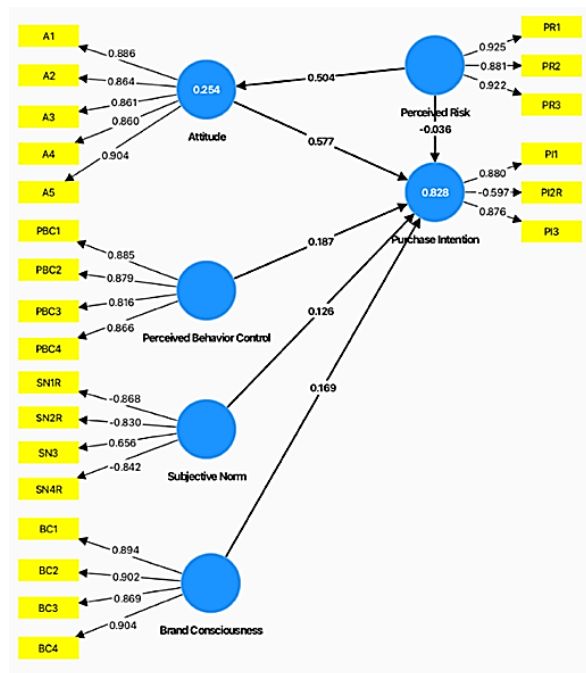 A1
A2
A3
A4
A5
0.886
0.864
0.861
0.860
0.904
0.254
Attitude
0.504
PR1
PR2
PR3
0.925
0.881
0.922
Perceived Risk
-0.036
0.577
PI1
PI2R
PI3
0.880
-0.597
0.876
0.828
Purchase Intention
PBC1
PBC2
PBC3
PBC4
0.885
0.879
0.816
0.866
0.187
Perceived Behavior Control
0.126
SN1R
SN2R
SN3
SN4R
-0.868
-0.830
0.656
-0.842
Subjective Norm
0.169
BC1
BC2
BC3
BC4
0.894
0.902
0.869
0.904
Brand Consciousness